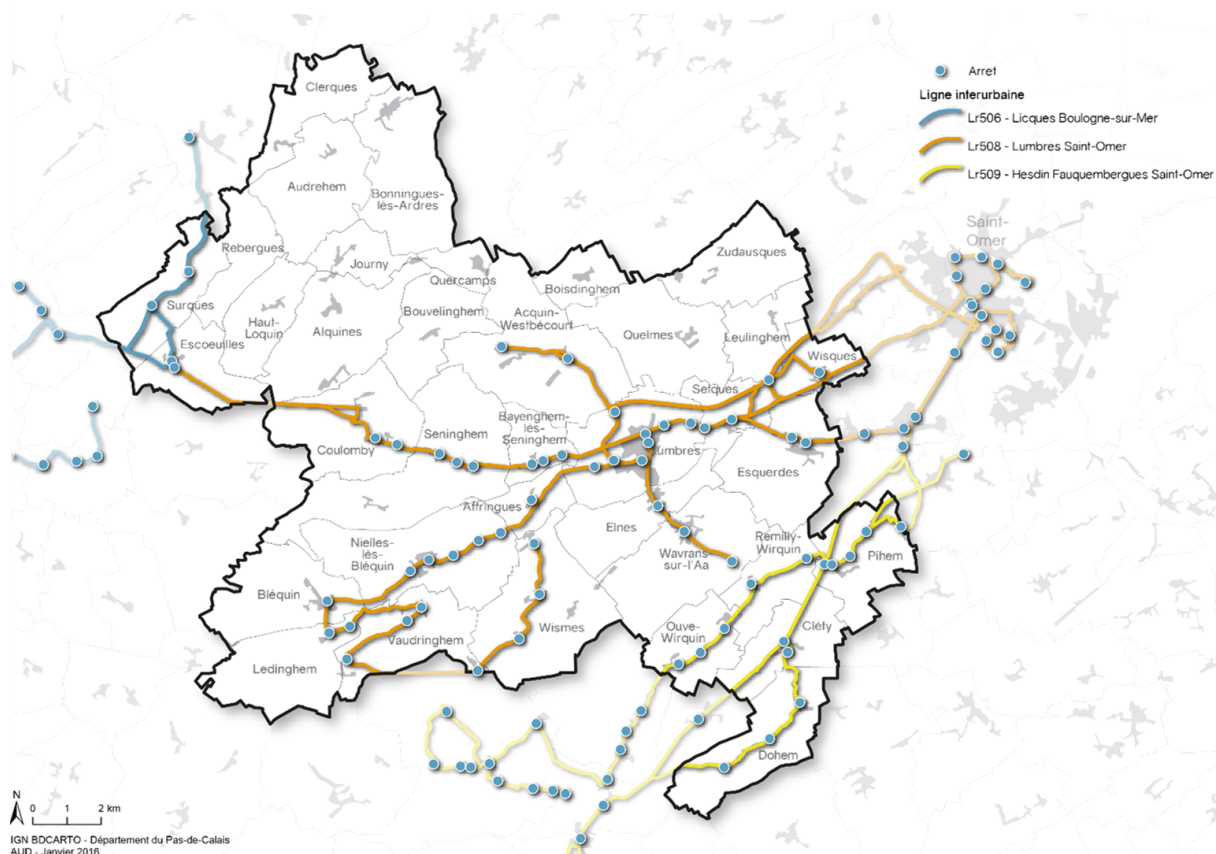 Arret
Ligne interurbaine
Lr506 - Licques Boulogne-sur-Mer
Lr508 - Lumbres Saint-Omer
Lr509 - Hesdin Fauquembergues Saint-Omer
Clerques
Audrehem
Bonningues-
lès-Ardres
Saint-
Omer
Rebergues
Journy
Zudausques
Quercamps
Boisdinghem
Surques
Haut-
Loquin
Alquines
Bouvelinghem
Acquin-
Westbécourt
Quelmes
Leulinghem
Escoeuilles
Wisques
Setques
Bayenghem-
lès-
Seninghem
Seninghem
Coulomby
Lumbres
Esquerdes
Affringues
Elnes
Nielles-
lès-
Bléquin
Wavrans-
sur-l'Aa
Remilly-
Wirquin
Pihem
Bléquin
Vaudringhem
Wismes
Ouve-
Wirquin
Cléty
Ledinghem
Dohem
N
0 1 2 km
IGN BDCARTO - Département du Pas-de-Calais
AUD - Janvier 2016